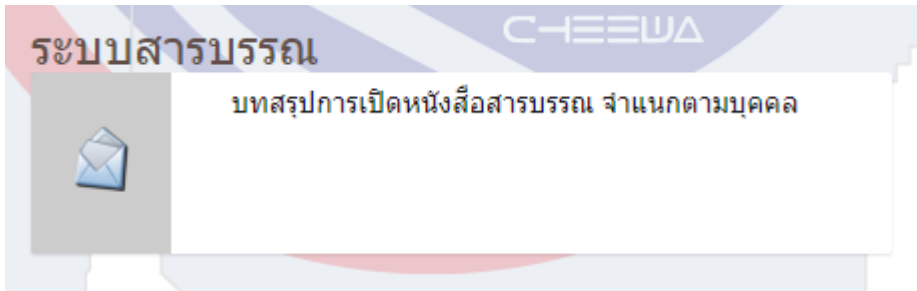 CHEEWA
ระบบสารบรรณ
บทสรุปการเปิดหนังสือสารบรรณ จำแนกตามบุคคล